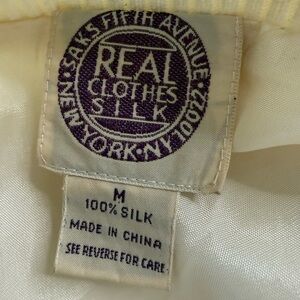 SAKS FIFTH AVENUE
REAL
CLOTHES
SILK
NEW YORK•NY 10022
M
100% SILK
MADE IN CHINA
SEE REVERSE FOR CARE